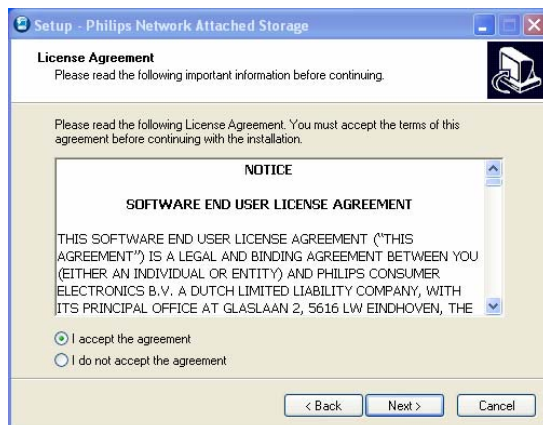 Setup - Philips Network Attached Storage
License Agreement
Please read the following important information before continuing.
Please read the following License Agreement. You must accept the terms of this
agreement before continuing with the installation.
NOTICE
SOFTWARE END USER LICENSE AGREEMENT
THIS SOFTWARE END USER LICENSE AGREEMENT ("THIS
AGREEMENT") IS A LEGAL AND BINDING AGREEMENT BETWEEN YOU
(EITHER AN INDIVIDUAL OR ENTITY) AND PHILIPS CONSUMER
ELECTRONICS B.V. A DUTCH LIMITED LIABILITY COMPANY, WITH
ITS PRINCIPAL OFFICE AT GLASLAAN 2, 5616 LW EINDHOVEN, THE
I accept the agreement
I do not accept the agreement
< Back Next > Cancel